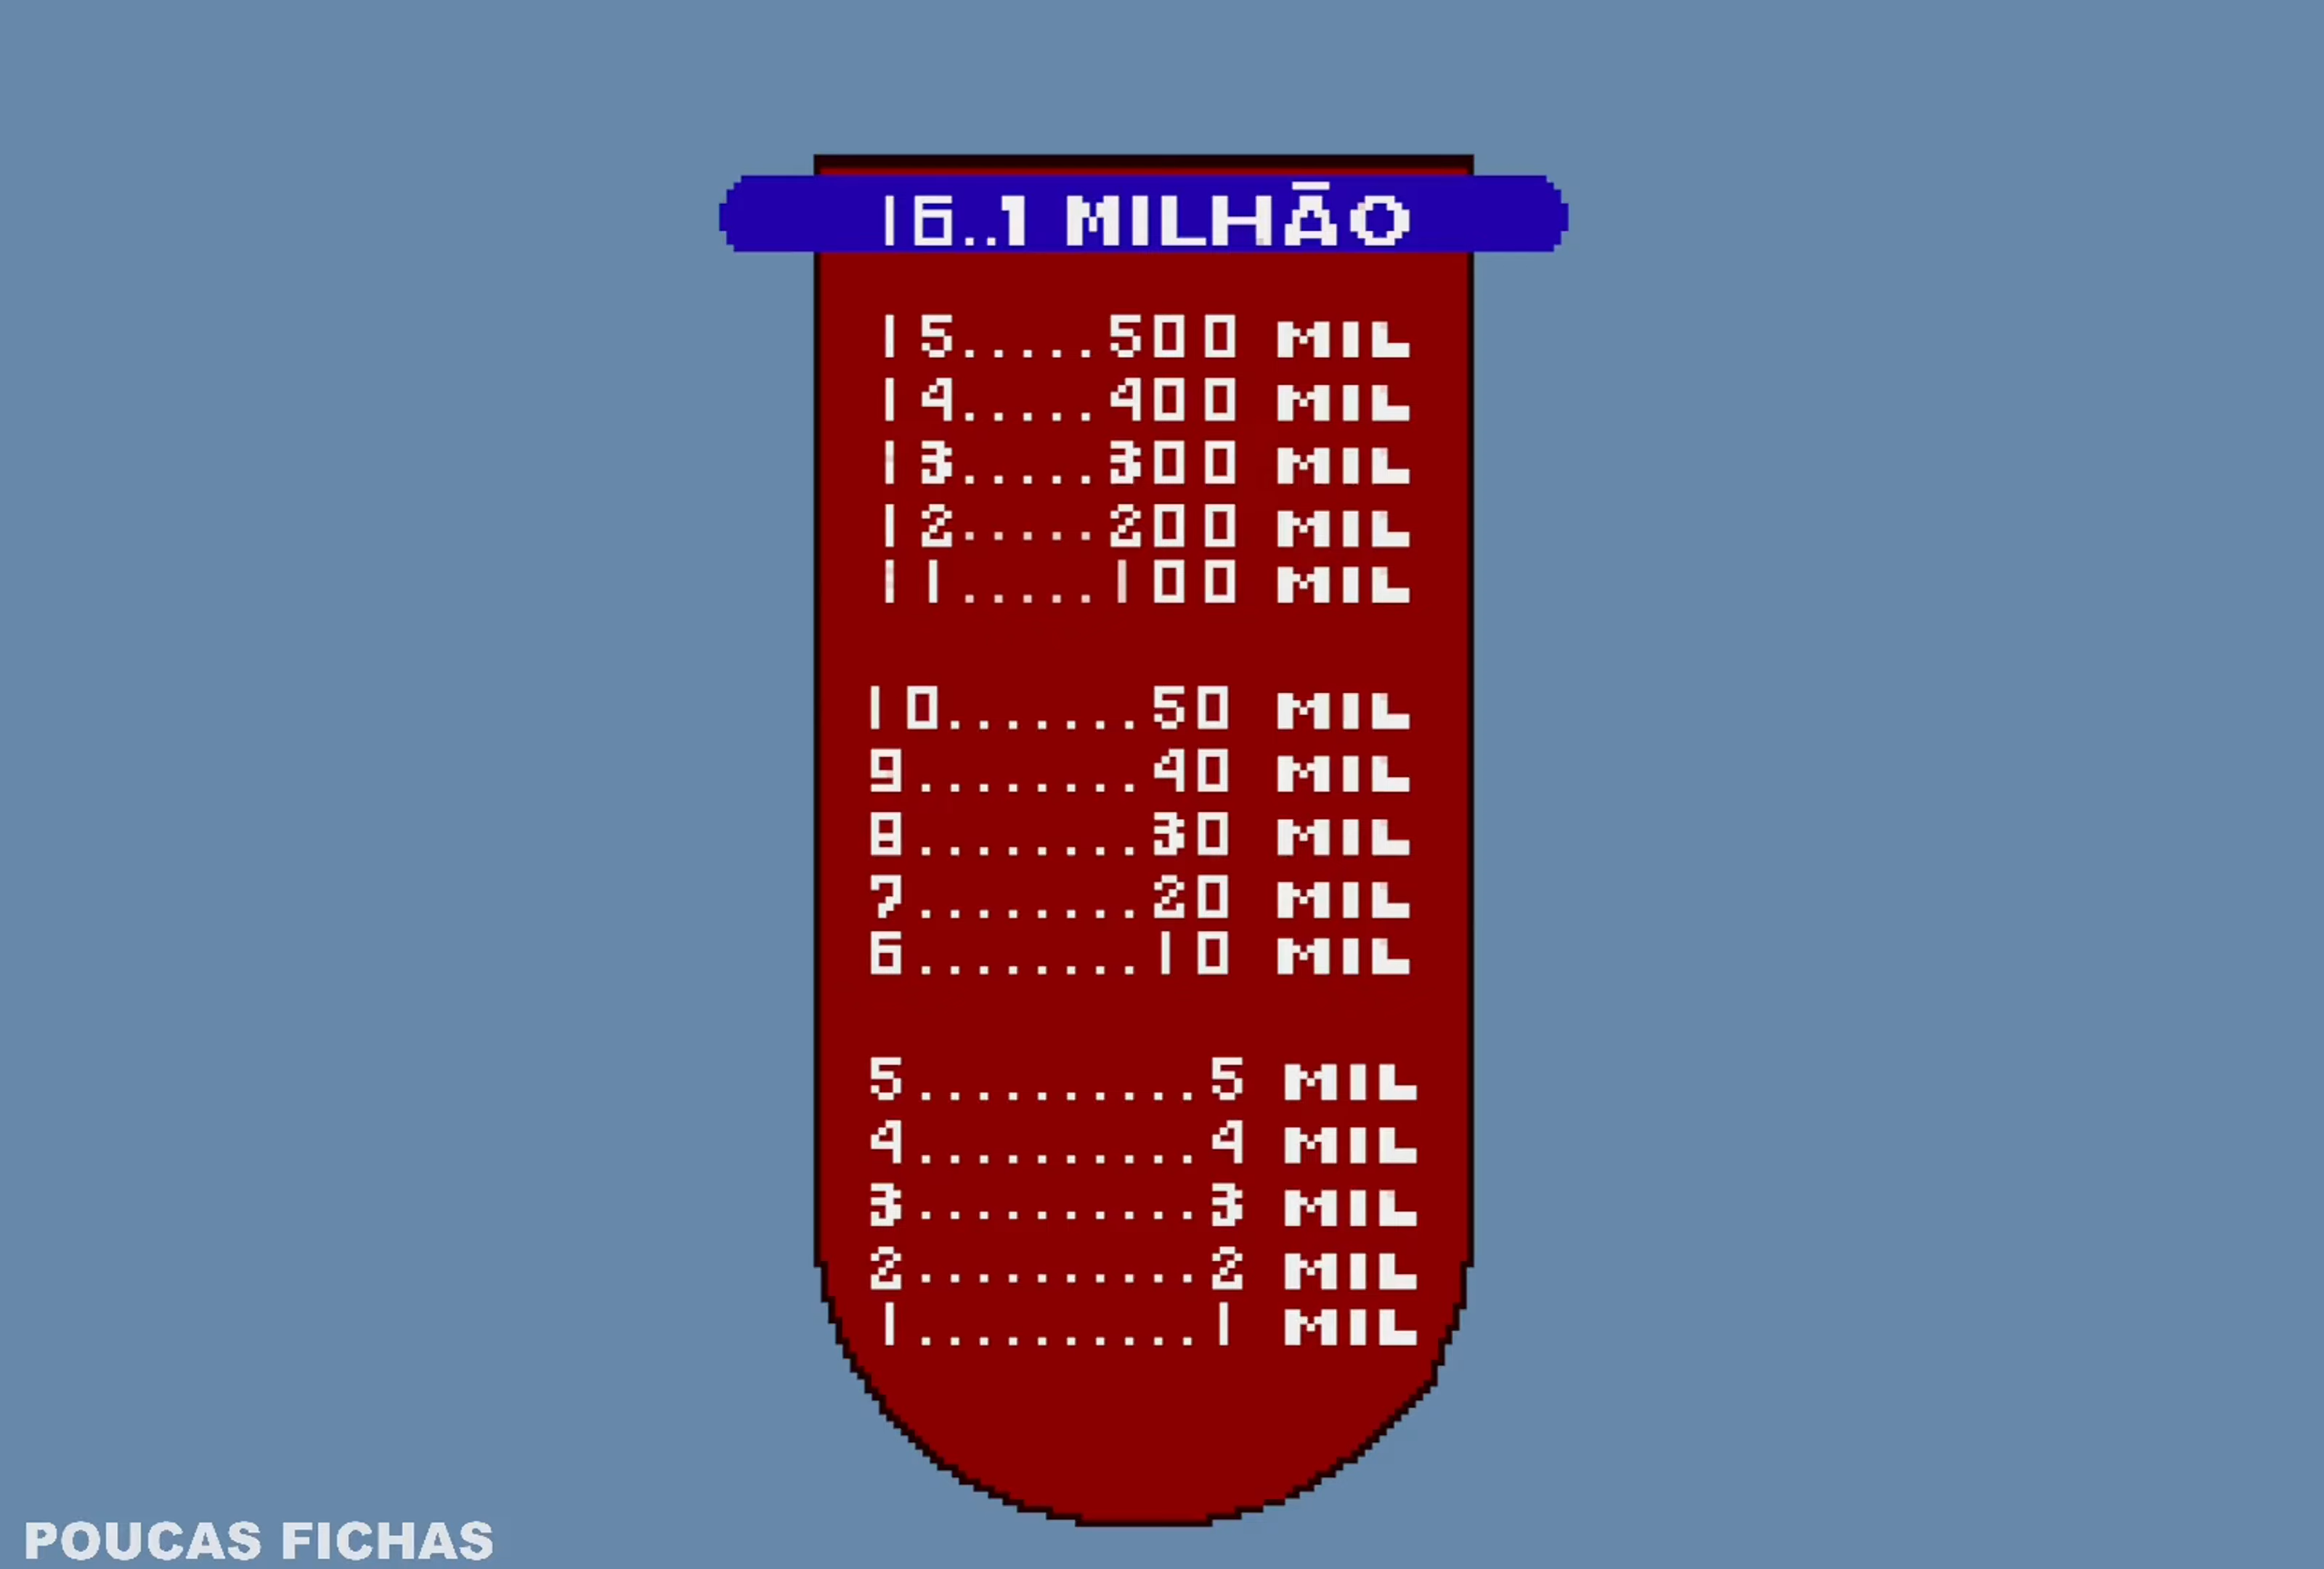 16..1 MILHÃO
15.....500 MIL
14.....400 MIL
13.....300 MIL
12.....200 MIL
11.....100 MIL
10.......50 MIL
9........40 MIL
8........30 MIL
7........20 MIL
6........10 MIL
5..........5 MIL
4..........4 MIL
3..........3 MIL
2..........2 MIL
1..........1 MIL
POUCAS FICHAS